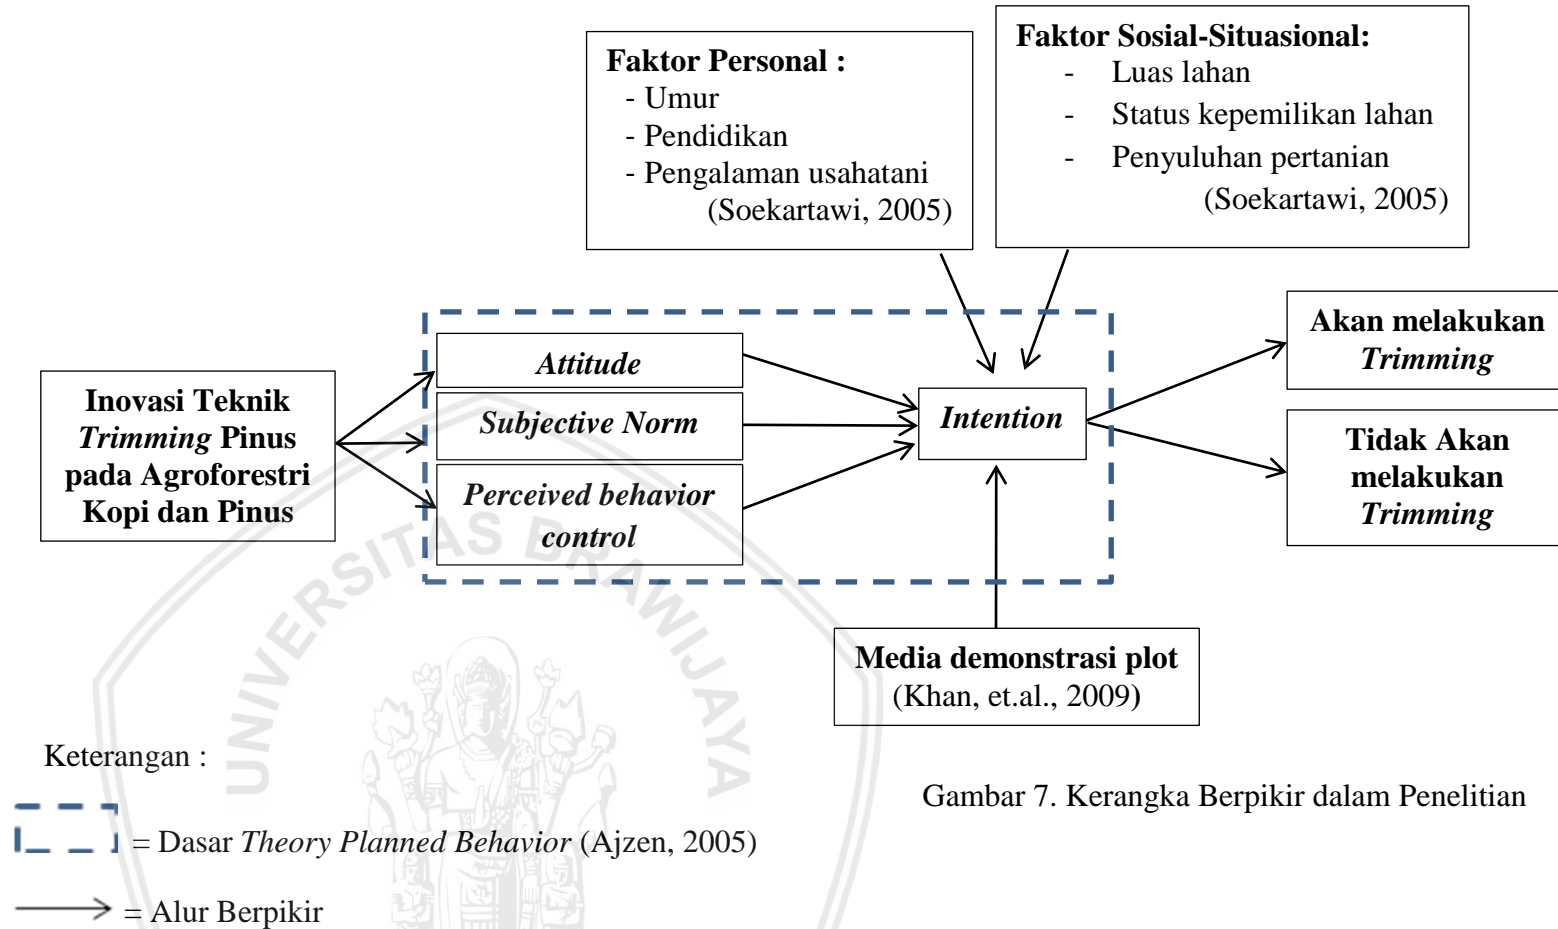 Faktor Personal :
- Umur
- Pendidikan
- Pengalaman usahatani
(Soekartawi, 2005)
Faktor Sosial-Situasional:
- Luas lahan
- Status kepemilikan lahan
- Penyuluhan pertanian
(Soekartawi, 2005)
Inovasi Teknik
Trimming Pinus
pada Agroforestri
Kopi dan Pinus
Attitude
Subjective Norm
Perceived behavior
control
Intention
Akan melakukan
Trimming
Tidak Akan
melakukan
Trimming
Media demonstrasi plot
(Khan, et.al., 2009)
UNIVERSITAS BRAWIJAYA
Keterangan :
= Dasar Theory Planned Behavior (Ajzen, 2005)
= Alur Berpikir
Gambar 7. Kerangka Berpikir dalam Penelitian